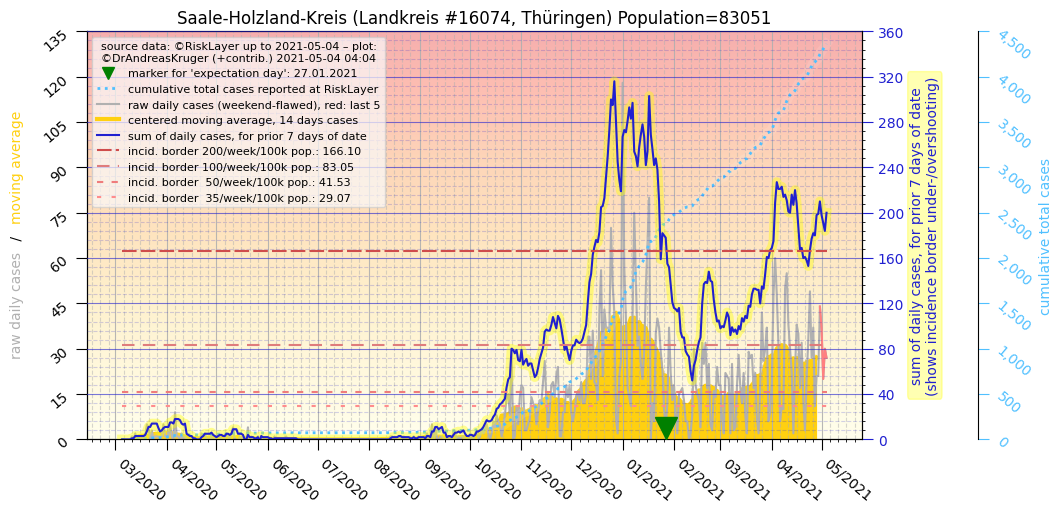 Saale-Holzland-Kreis (Landkreis #16074, Thüringen) Population=83051
source data: ©RiskLayer up to 2021-05-04 – plot:
©DrAndreasKruger (+contrib.) 2021-05-04 04:04
marker for 'expectation day': 27.01.2021
cumulative total cases reported at RiskLayer
raw daily cases (weekend-flawed), red: last 5
centered moving average, 14 days cases
sum of daily cases, for prior 7 days of date
incid. border 200/week/100k pop.: 166.10
incid. border 100/week/100k pop.: 83.05
incid. border  50/week/100k pop.: 41.53
incid. border  35/week/100k pop.: 29.07
raw daily cases / moving average
135
120
105
90
75
60
45
30
15
0
03/2020
04/2020
05/2020
06/2020
07/2020
08/2020
09/2020
10/2020
11/2020
12/2020
01/2021
02/2021
03/2021
04/2021
05/2021
360
320
280
240
200
160
120
80
40
0
sum of daily cases, for prior 7 days of date
(shows incidence border under-/overshooting)
4,500
4,000
3,500
3,000
2,500
2,000
1,500
1,000
500
0
cumulative total cases